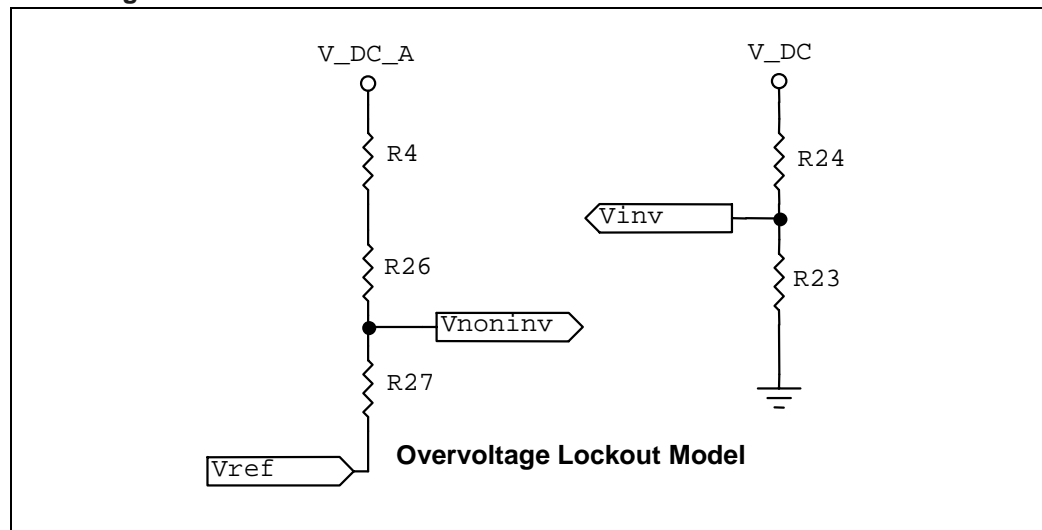 V_DC_A
V_DC
R4
R24
Vinv
R26
R23
Vnoninv
R27
Overvoltage Lockout Model
Vref